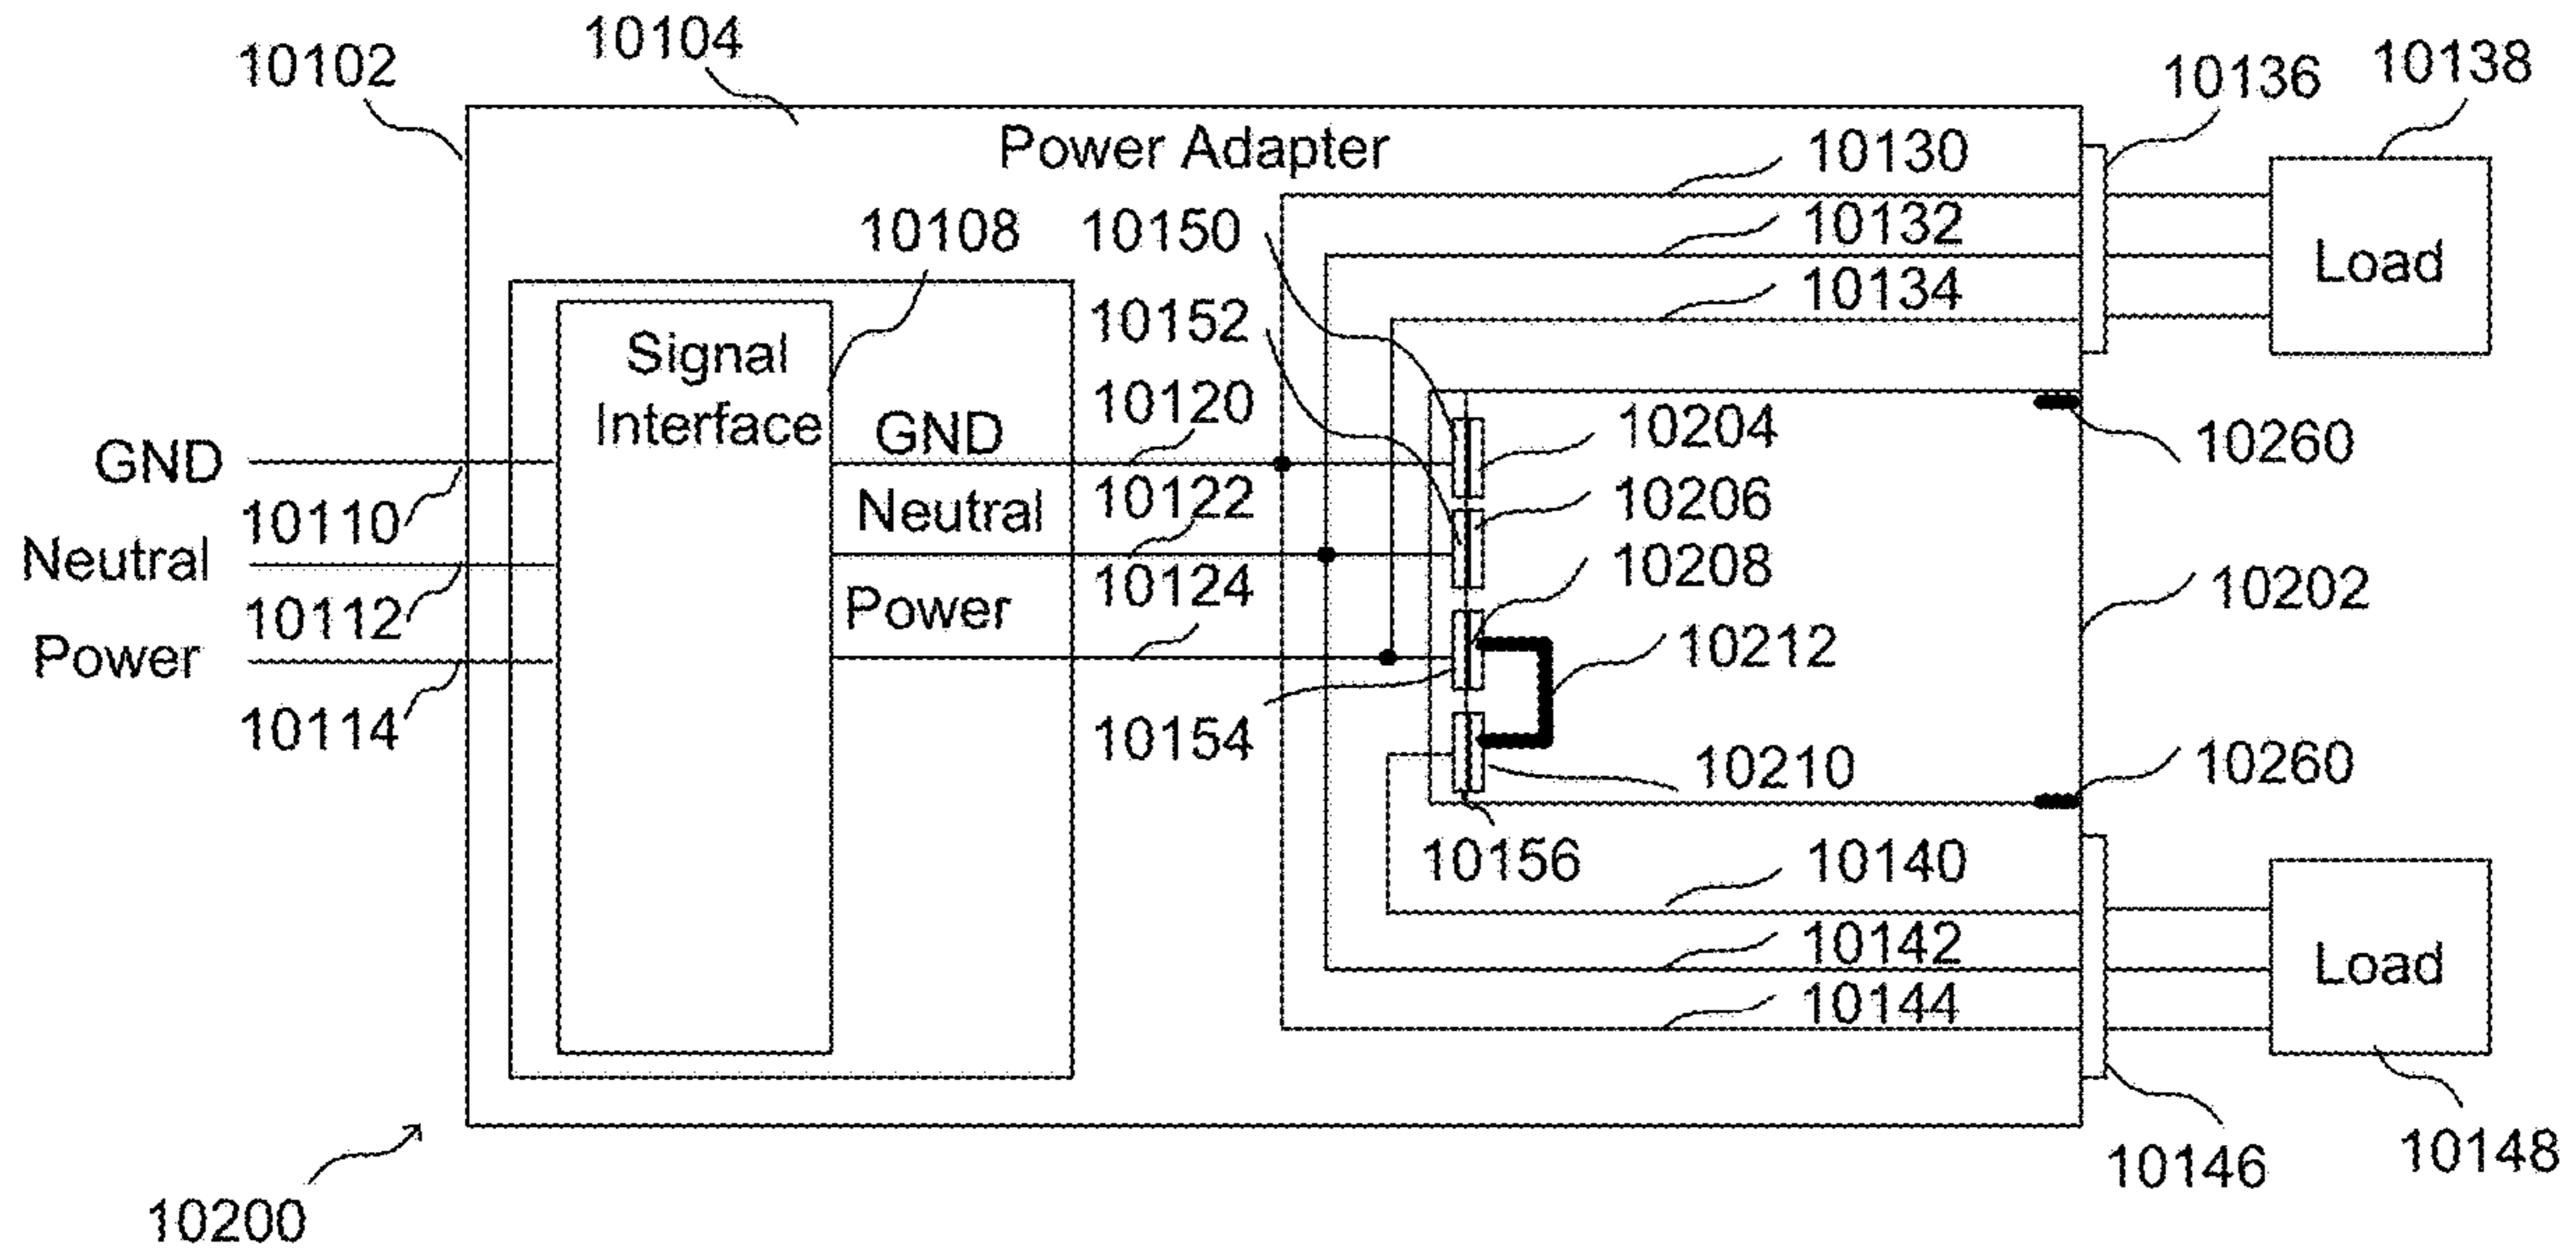 10104
10102
10136
10138
Power Adapter
10130
10150
10108
10132
10134
Load
10152
Signal
Interface
10120
GND
10204
10260
GND
10110
10122
Neutral
10206
10208
10202
Neutral
10112
10124
Power
10212
Power
10114
10154
10210
10260
10156
10140
10142
10144
Load
10146
10148
10200